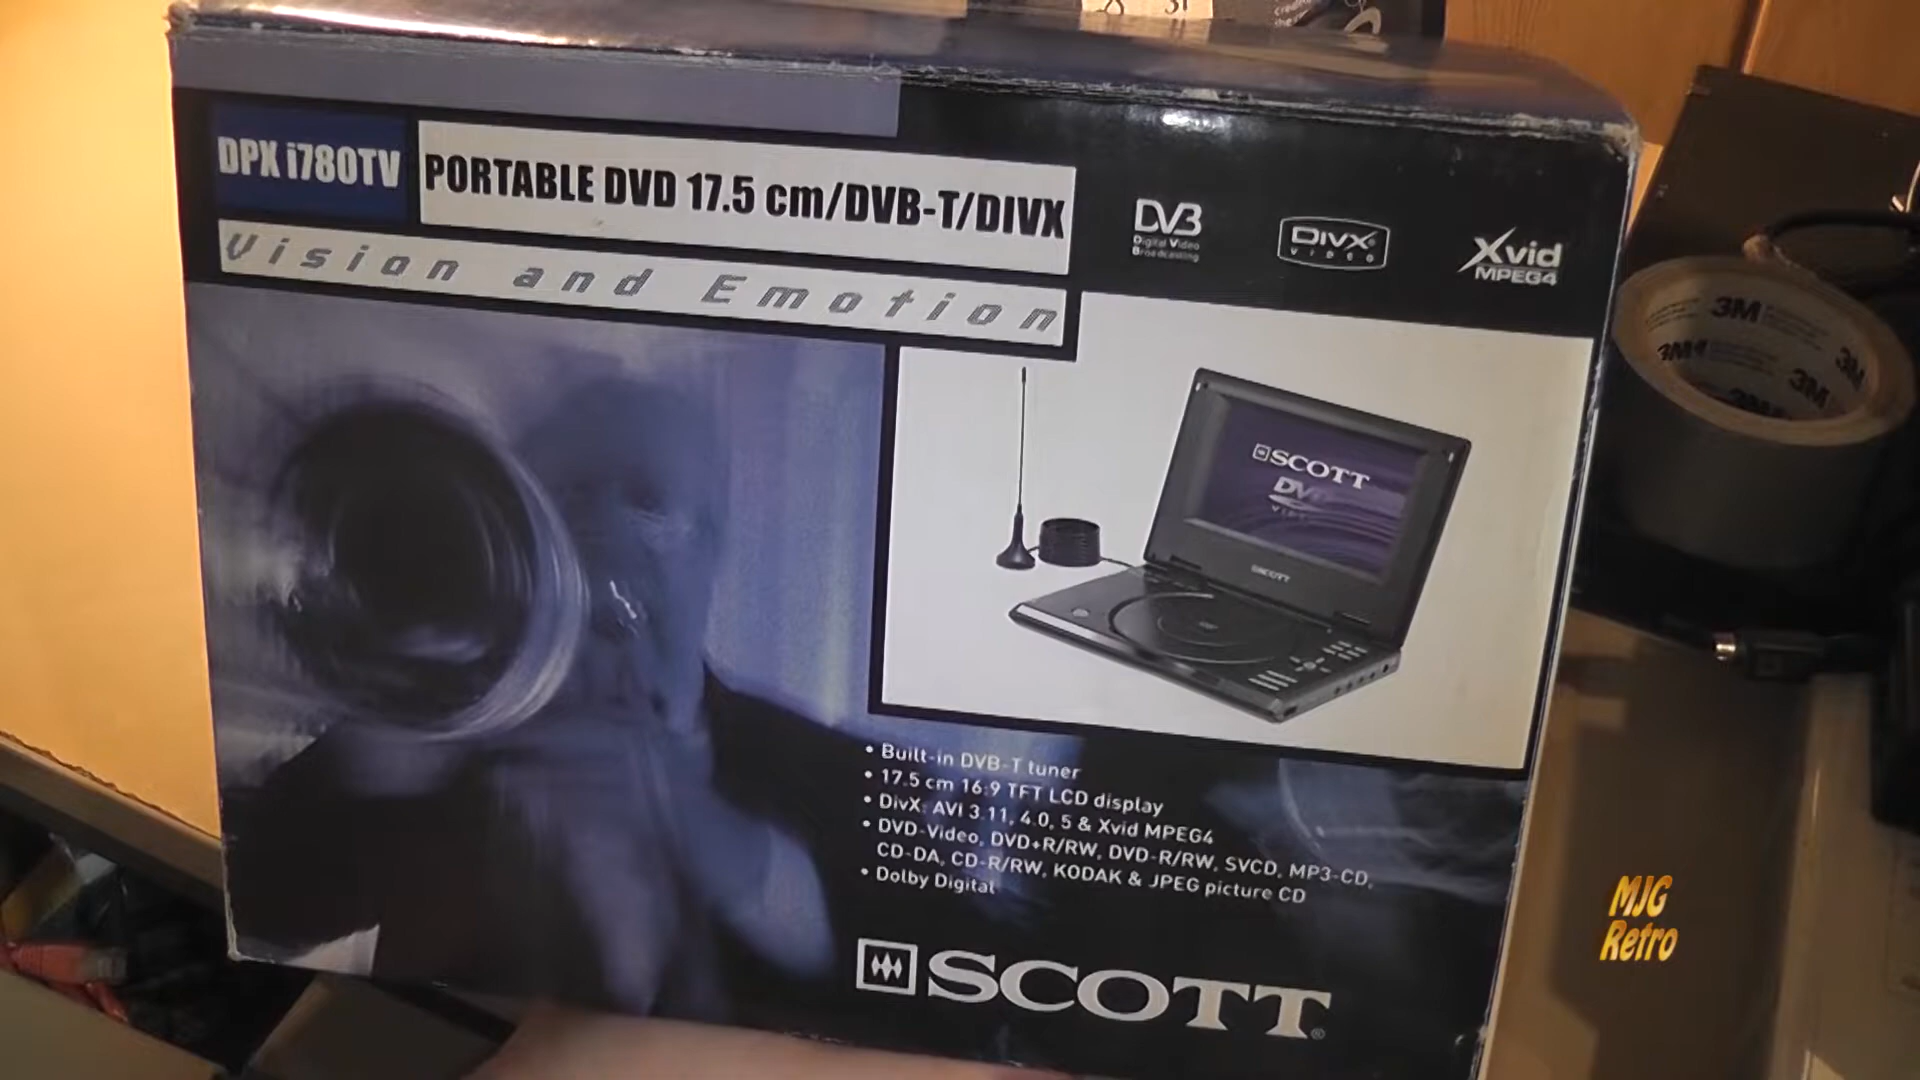 DPX i780TV
PORTABLE DVD 17.5 cm/DVB-T/DIVX
Vision and Emotion
DVB
Digital Video
Broadcasting
DIVX
VIDEO
Xvid
MPEG4
3M
3M
3M
3M
SCOTT
SCOTT
• Built-in DVB-T tuner
• 17.5 cm 16:9 TFT LCD display
• DivX: AVI 3.11, 4.0, 5 & Xvid MPEG4
• DVD-Video, DVD+R/RW, DVD-R/RW, SVCD, MP3-CD,
CD-DA, CD-R/RW, KODAK & JPEG picture CD
• Dolby Digital
SCOTT
MJG
Retro